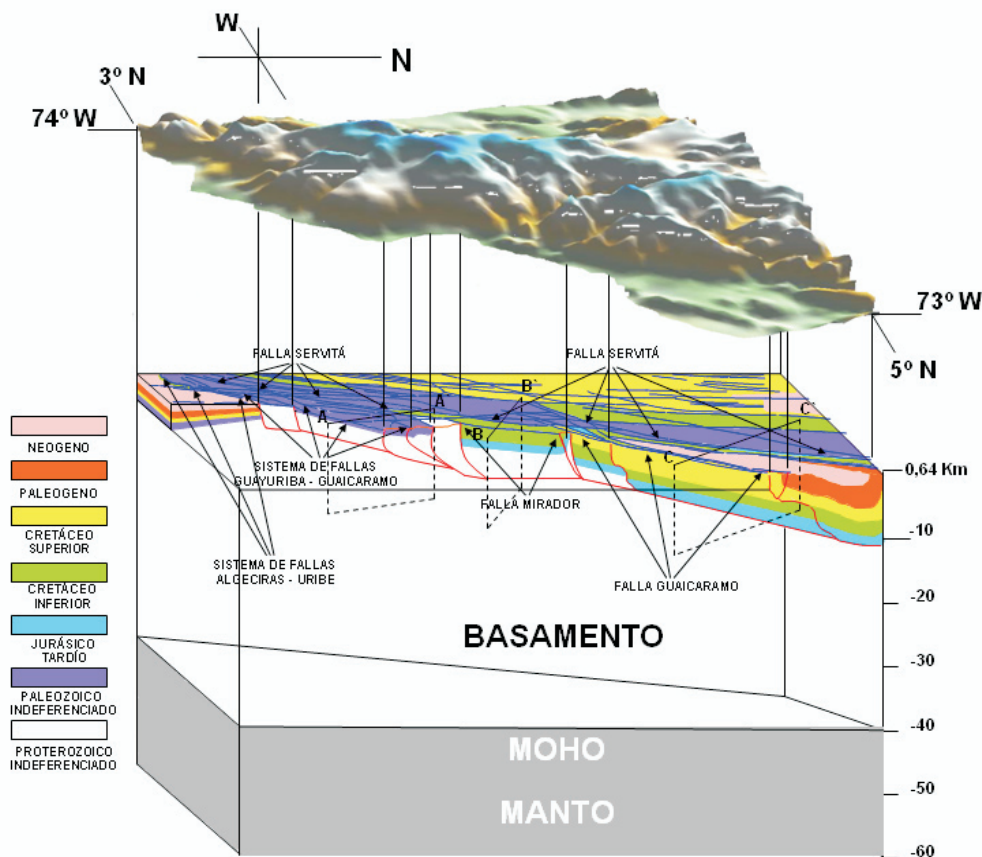 W
N
3º N
74º W
73º W
5º N
FALLA SERVITÁ
FALLA SERVITÁ
A
A`
B
B`
C
C`
SISTEMA DE FALLAS
GUAYURIBA - GUAICARAMO
FALLA MIRADOR
SISTEMA DE FALLAS
ALGECIRAS - URIBE
FALLA GUAICARAMO
0,64 Km
-10
-20
-30
-40
-50
-60
BASAMENTO
MOHO
MANTO
NEOGENO
PALEOGENO
CRETÁCEO
SUPERIOR
CRETÁCEO
INFERIOR
JURÁSICO
TARDÍO
PALEOZOICO
INDEFERENCIADO
PROTEROZOICO
INDEFERENCIADO